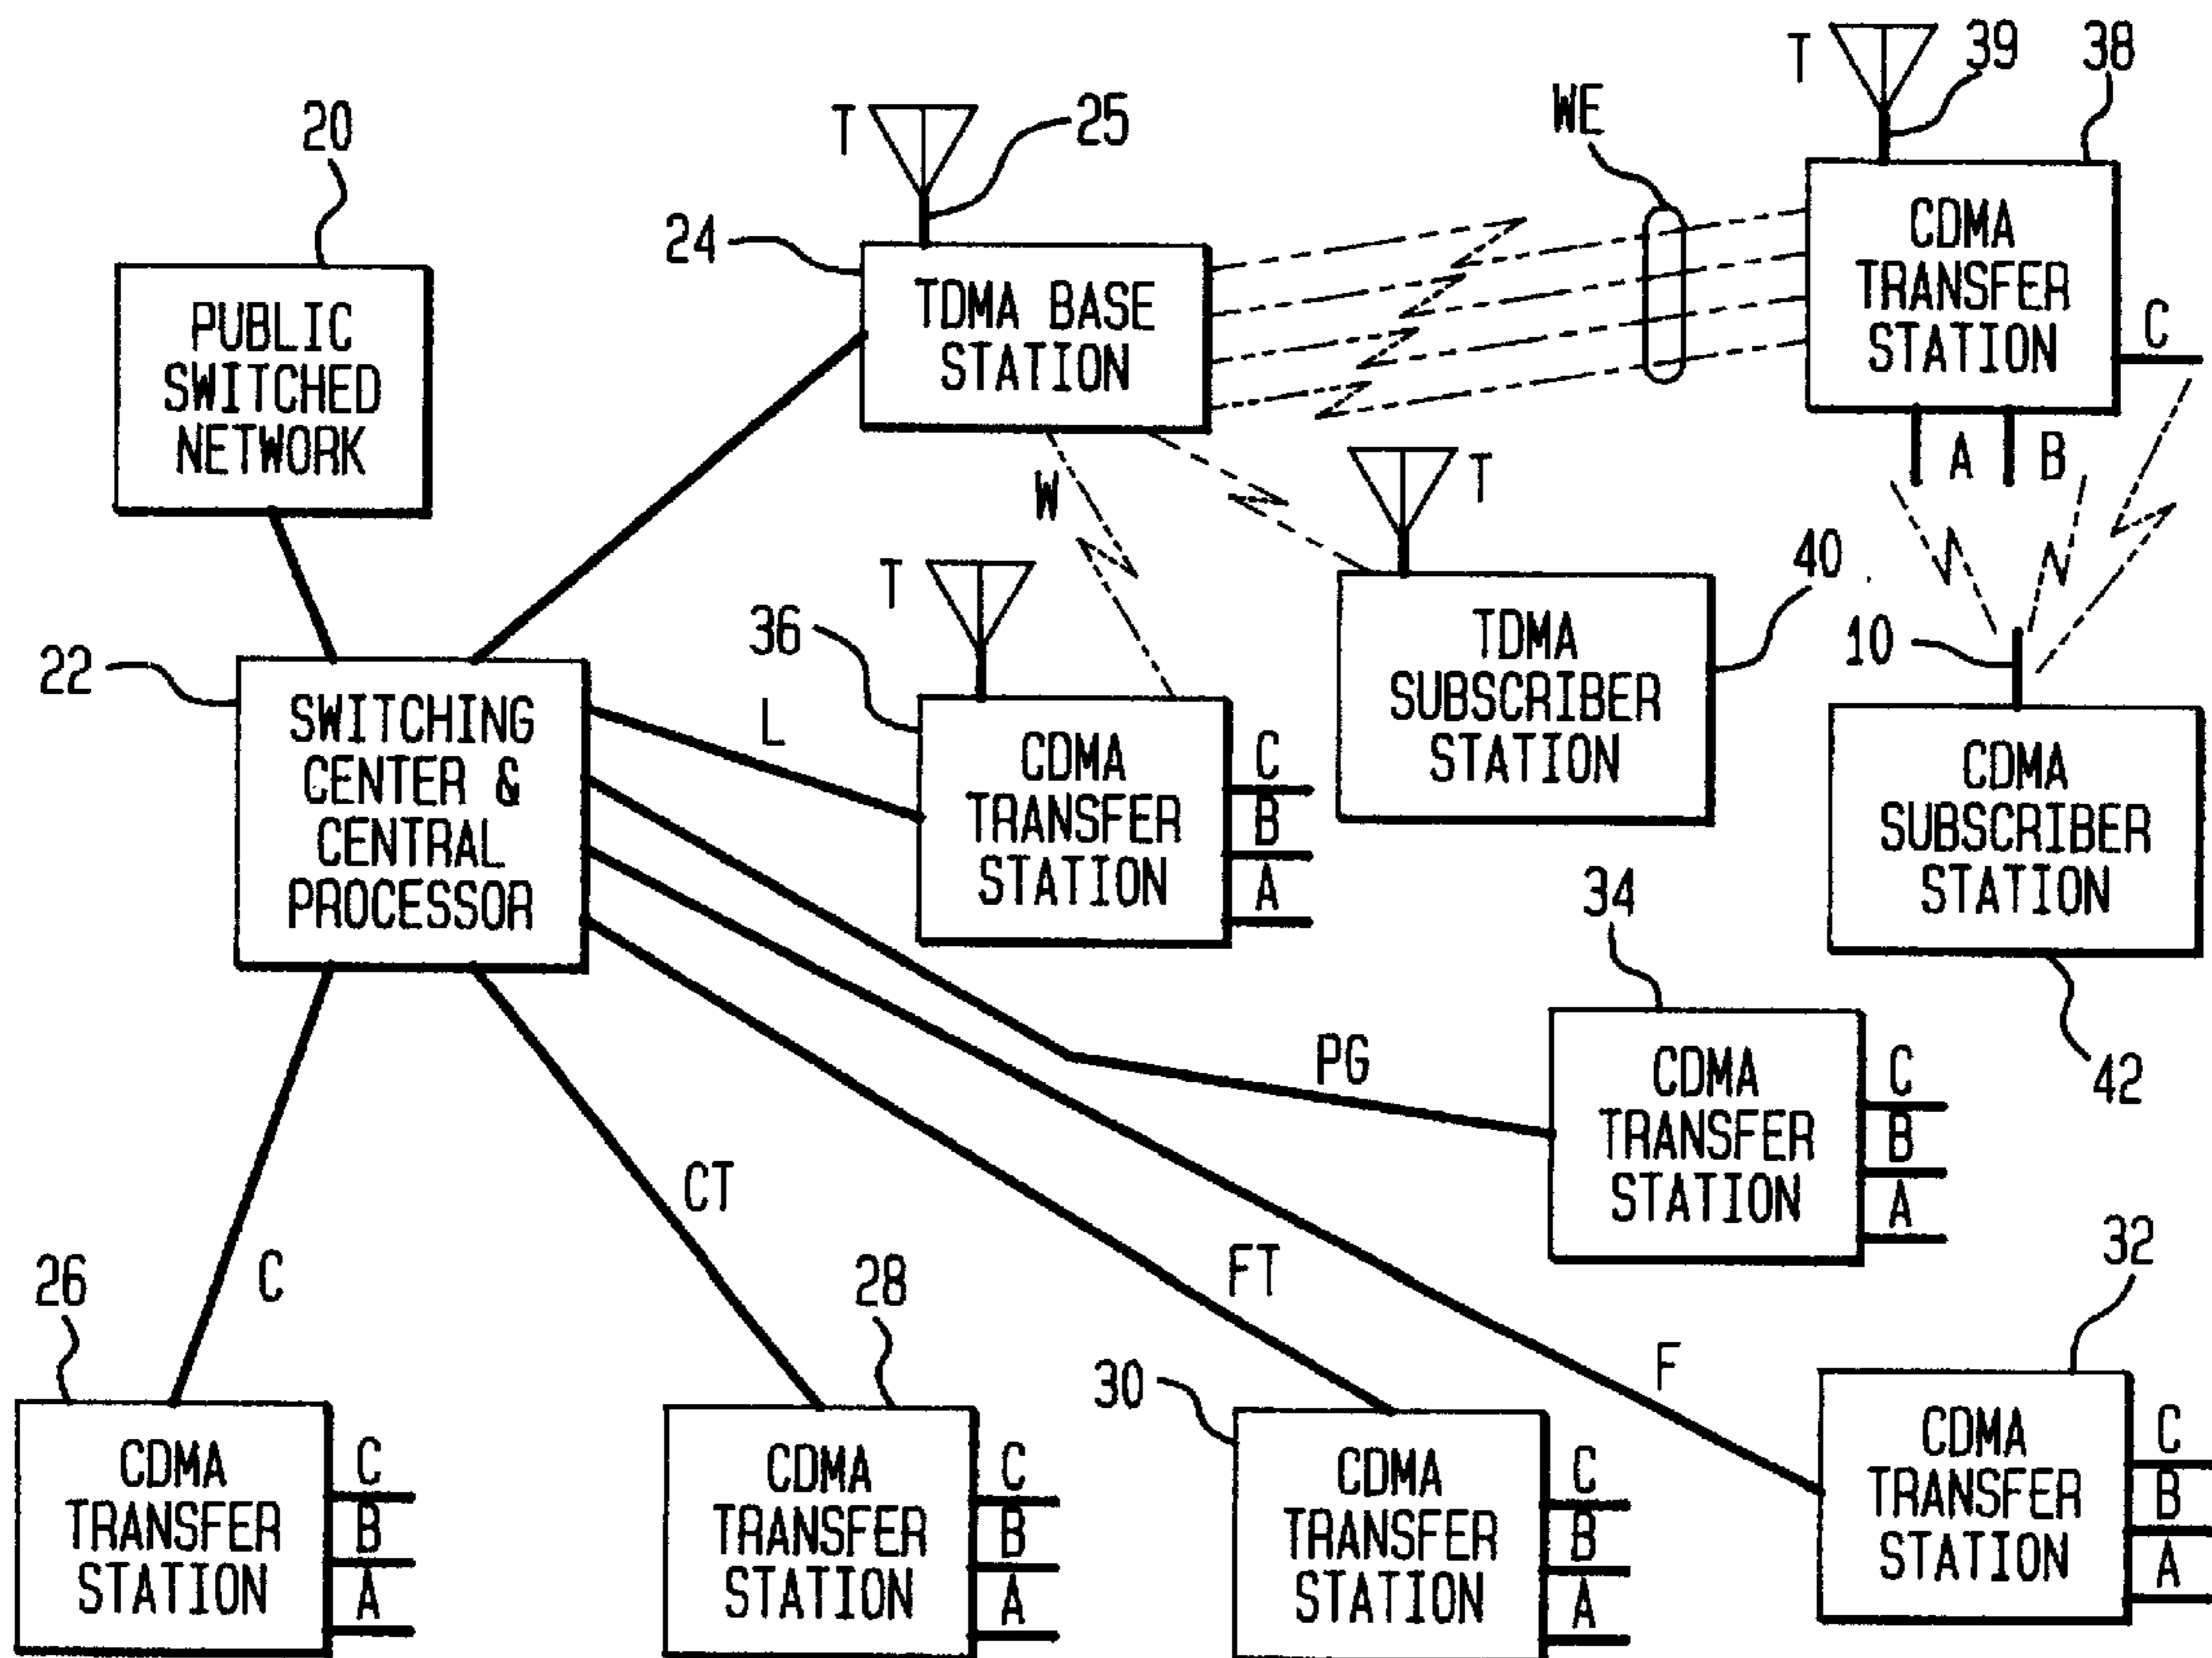 T
39
38
WE
T
25
20
24
PUBLIC
SWITCHED
NETWORK
TDMA BASE
STATION
CDMA
TRANSFER
STATION
C
A
B
W
T
T
40
10
36
22
SWITCHING
CENTER &
CENTRAL
PROCESSOR
L
CDMA
TRANSFER
STATION
C
B
A
TDMA
SUBSCRIBER
STATION
CDMA
SUBSCRIBER
STATION
42
34
PG
CDMA
TRANSFER
STATION
C
B
A
CT
C
FT
F
32
26
28
30
CDMA
TRANSFER
STATION
C
B
A
CDMA
TRANSFER
STATION
C
B
A
CDMA
TRANSFER
STATION
C
B
A
CDMA
TRANSFER
STATION
C
B
A